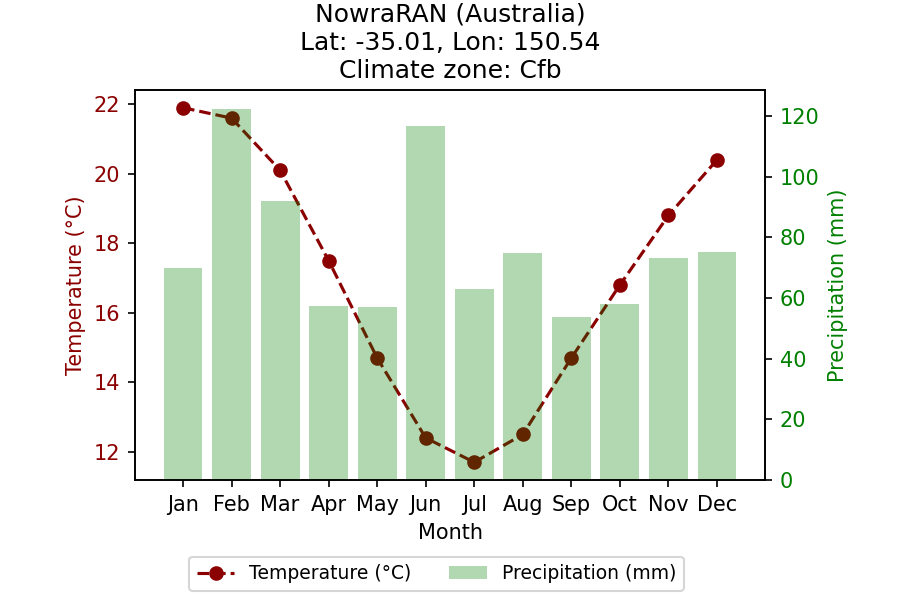 NowraRAN (Australia)
Lat: -35.01, Lon: 150.54
Climate zone: Cfb
22
20
18
16
14
12
Temperature (°C)
120
100
80
60
40
20
0
Precipitation (mm)
Jan Feb Mar Apr May Jun Jul Aug Sep Oct Nov Dec
Month
Temperature (°C) Precipitation (mm)